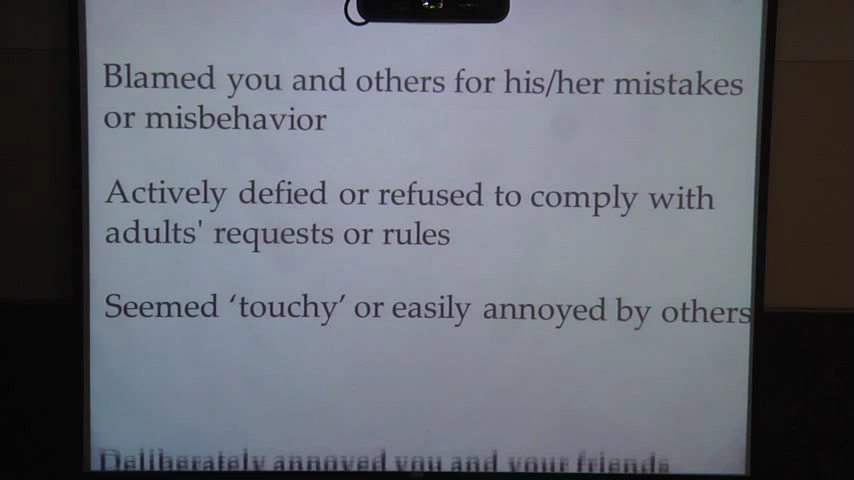 Blamed you and others for his/her mistakes
or misbehavior
Actively defied or refused to comply with
adults' requests or rules
Seemed ‘touchy’ or easily annoyed by others
Deliberately annoyed you and your friends